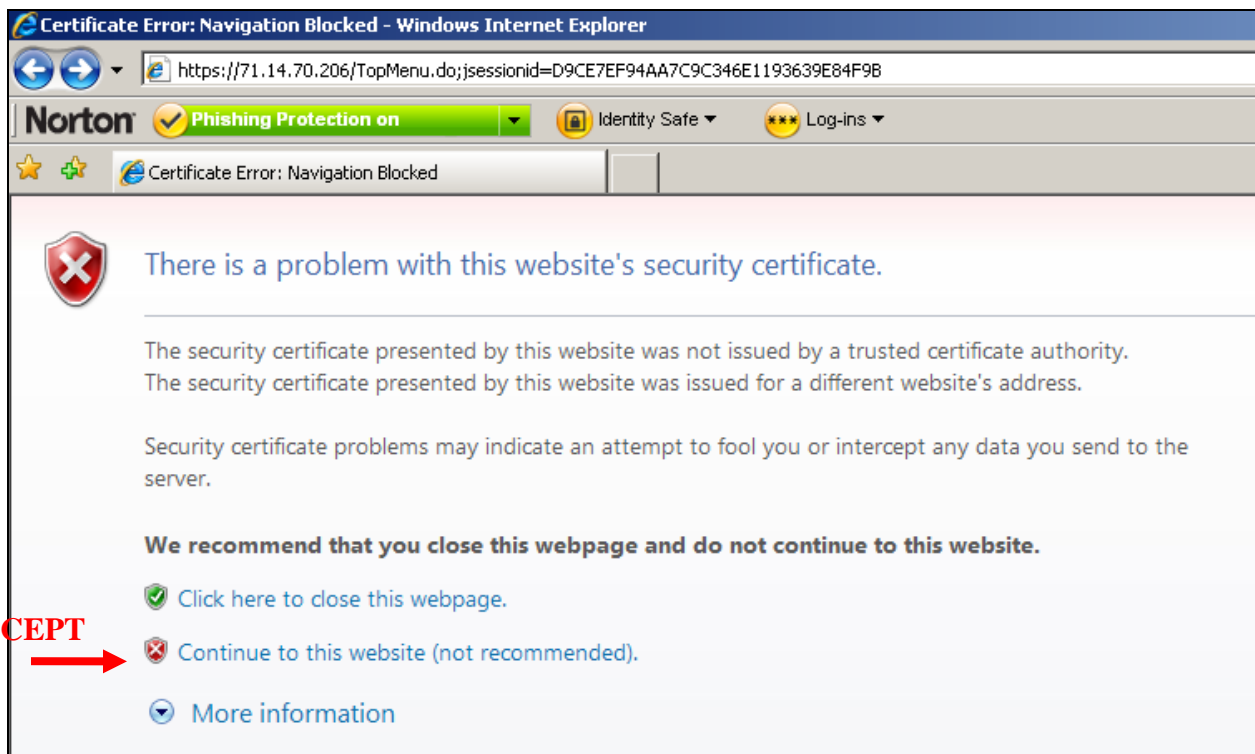 Certificate Error: Navigation Blocked - Windows Internet Explorer
https://71.14.70.206/TopMenu.do;jsessionid=D9CE7EF94AA7C9C346E1193639E84F9B
Norton Phishing Protection on Identity Safe *** Log-ins
Certificate Error: Navigation Blocked
There is a problem with this website's security certificate.
The security certificate presented by this website was not issued by a trusted certificate authority.
The security certificate presented by this website was issued for a different website's address.
Security certificate problems may indicate an attempt to fool you or intercept any data you send to the
server.
We recommend that you close this webpage and do not continue to this website.
Click here to close this webpage.
CEPT
Continue to this website (not recommended).
More information